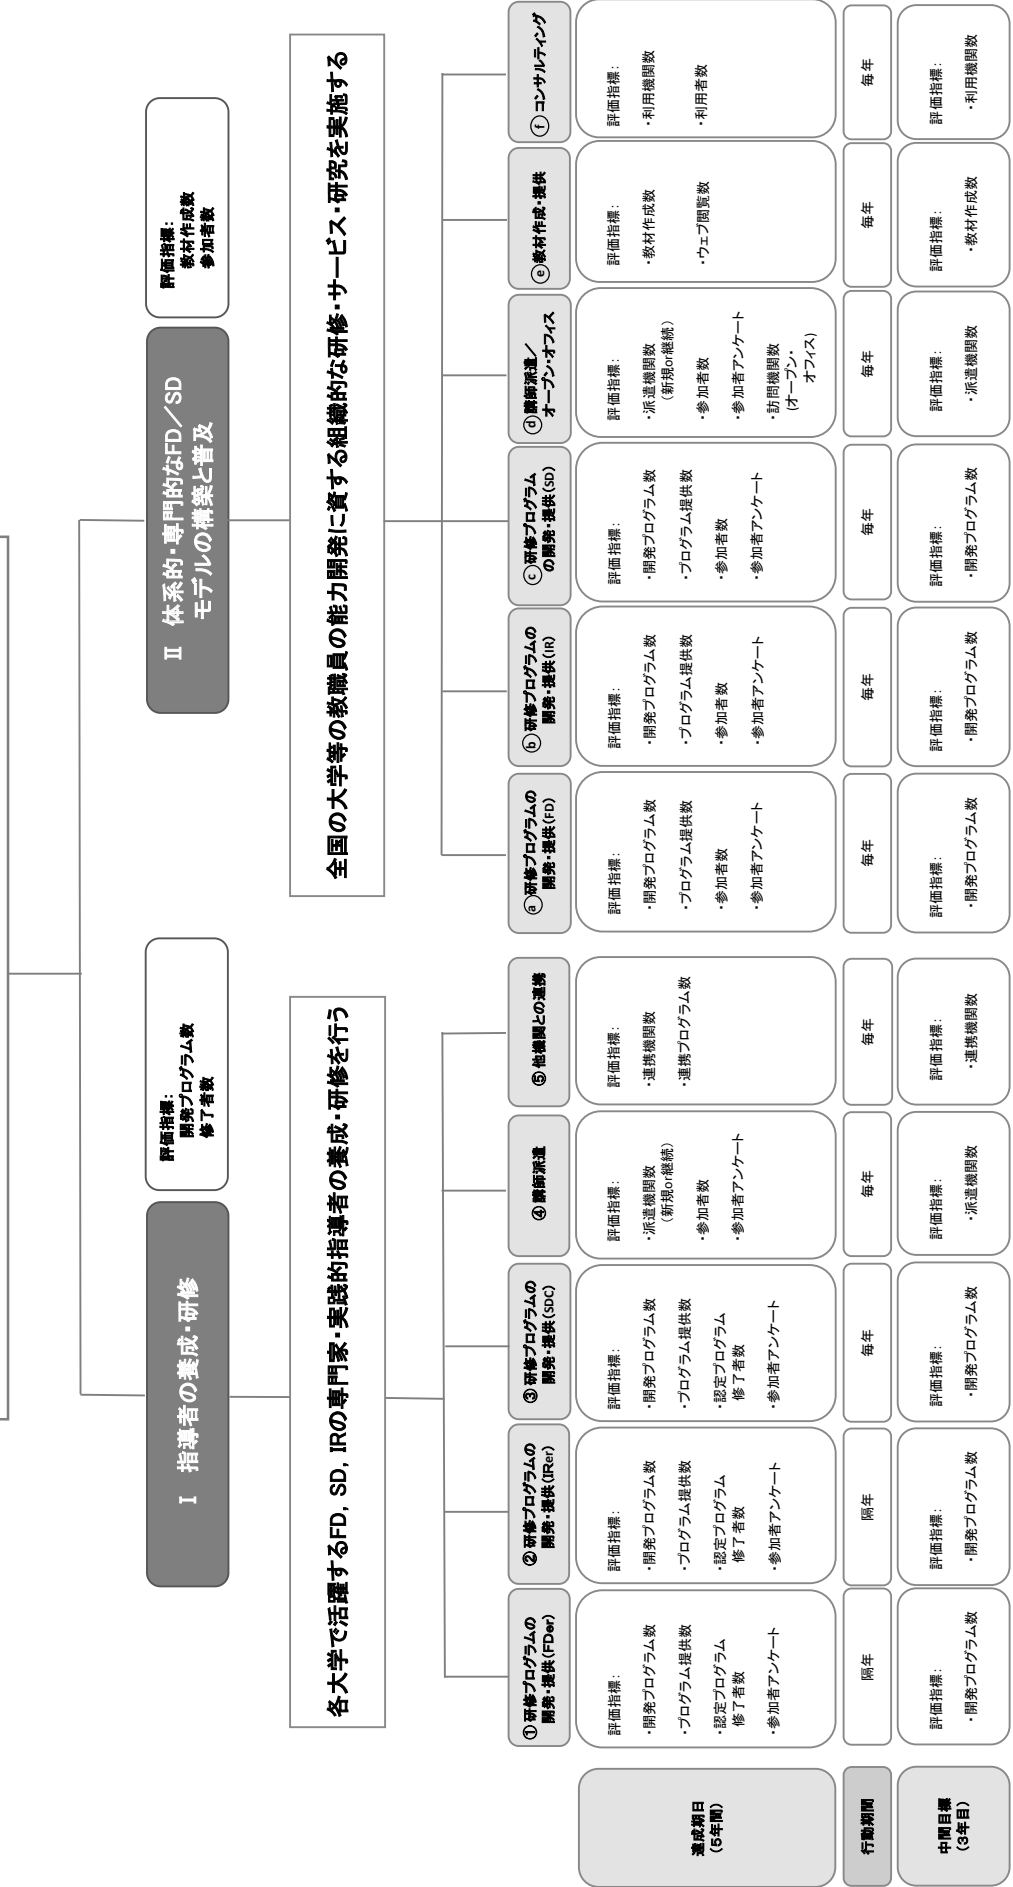 Ⅰ 指導者の養成・研修
評価指標：
開発プログラム数
修了者数
Ⅱ 体系的・専門的なFD／SD
モデルの構築と普及
評価指標：
教材作成数
参加者数
各大学で活躍するFD，SD，IRの専門家・実践的指導者の養成・研修を行う
全国の大学等の教職員の能力開発に資する組織的な研修・サービス・研究を実施する
① 研修プログラムの
開発・提供（FDer）
② 研修プログラムの
開発・提供（IRer）
③ 研修プログラムの
開発・提供（SDC）
④ 講師派遣
⑤ 他機関との連携
ⓐ 研修プログラムの
開発・提供（FD）
ⓑ 研修プログラムの
開発・提供（IR）
ⓒ 研修プログラム
の開発・提供（SD）
ⓓ 講師派遣／
オープン・オフィス
ⓔ 教材作成・提供
ⓕ コンサルティング
達成期日
（５年間）
評価指標：
・開発プログラム数
・プログラム提供数
・認定プログラム
修了者数
・参加者アンケート
評価指標：
・開発プログラム数
・プログラム提供数
・認定プログラム
修了者数
・参加者アンケート
評価指標：
・開発プログラム数
・プログラム提供数
・認定プログラム
修了者数
・参加者アンケート
評価指標：
・派遣機関数
（新規or継続）
・参加者数
・参加者アンケート
評価指標：
・連携機関数
・連携プログラム数
評価指標：
・開発プログラム数
・プログラム提供数
・参加者数
・参加者アンケート
評価指標：
・開発プログラム数
・プログラム提供数
・参加者数
・参加者アンケート
評価指標：
・開発プログラム数
・プログラム提供数
・参加者数
・参加者アンケート
評価指標：
・派遣機関数
（新規or継続）
・参加者数
・参加者アンケート
・訪問機関数
（オープン・
オフィス）
評価指標：
・教材作成数
・ウェブ閲覧数
評価指標：
・利用機関数
・利用者数
行動期間
隔年
隔年
毎年
毎年
毎年
毎年
毎年
毎年
毎年
毎年
毎年
中間目標
（３年目）
評価指標：
・開発プログラム数
評価指標：
・開発プログラム数
評価指標：
・開発プログラム数
評価指標：
・派遣機関数
評価指標：
・連携機関数
評価指標：
・開発プログラム数
評価指標：
・開発プログラム数
評価指標：
・開発プログラム数
評価指標：
・派遣機関数
評価指標：
・教材作成数
評価指標：
・利用機関数